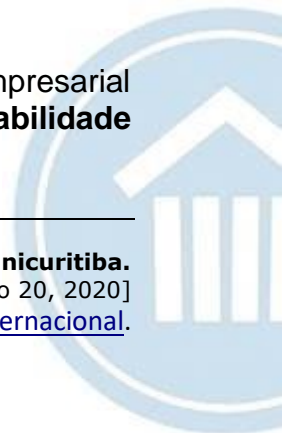 mpresarial
abilidade
nicuritiba.
o 20, 2020]
ernacional.